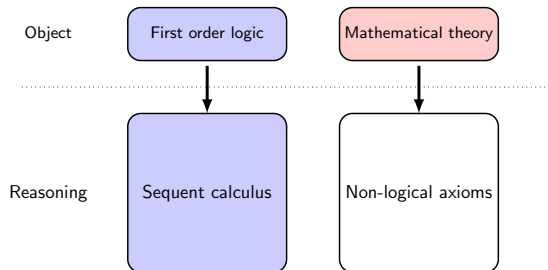 Object
First order logic
Mathematical theory
Reasoning
Sequent calculus
Non-logical axioms